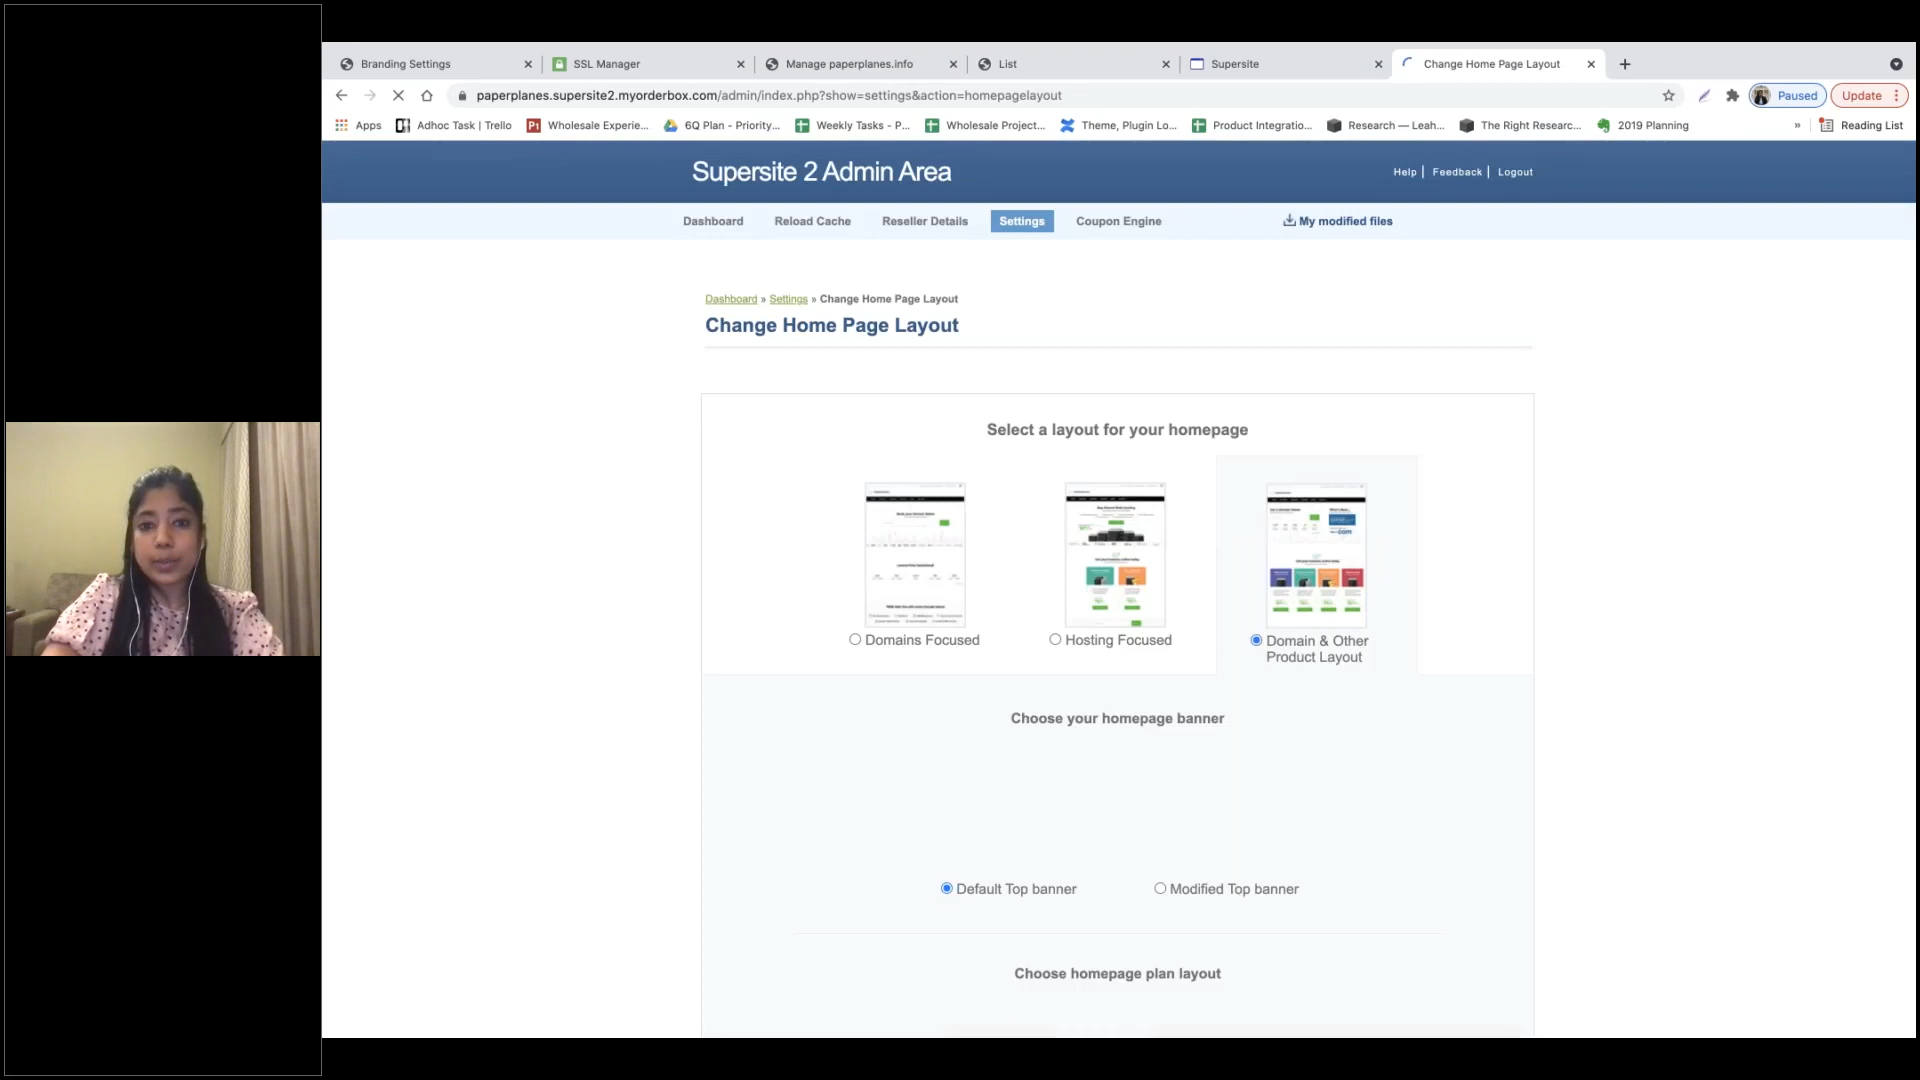 Branding Settings
SSL Manager
Manage paperplanes.info
List
Supersite
Change Home Page Layout
paperplanes.supersite2.myorderbox.com/admin/index.php?show=settings&action=homepagelayout
Paused
Update
Apps
Adhoc Task | Trello
Wholesale Experie...
6Q Plan - Priority...
Weekly Tasks - P...
Wholesale Project...
Theme, Plugin Lo...
Product Integratio...
Research — Leah...
The Right Researc...
2019 Planning
»
Reading List
Supersite 2 Admin Area
Help | Feedback | Logout
Dashboard
Reload Cache
Reseller Details
Settings
Coupon Engine
My modified files
Dashboard » Settings » Change Home Page Layout
Change Home Page Layout
Select a layout for your homepage
Domains Focused
Hosting Focused
Domain & Other
Product Layout
Choose your homepage banner
Default Top banner
Modified Top banner
Choose homepage plan layout